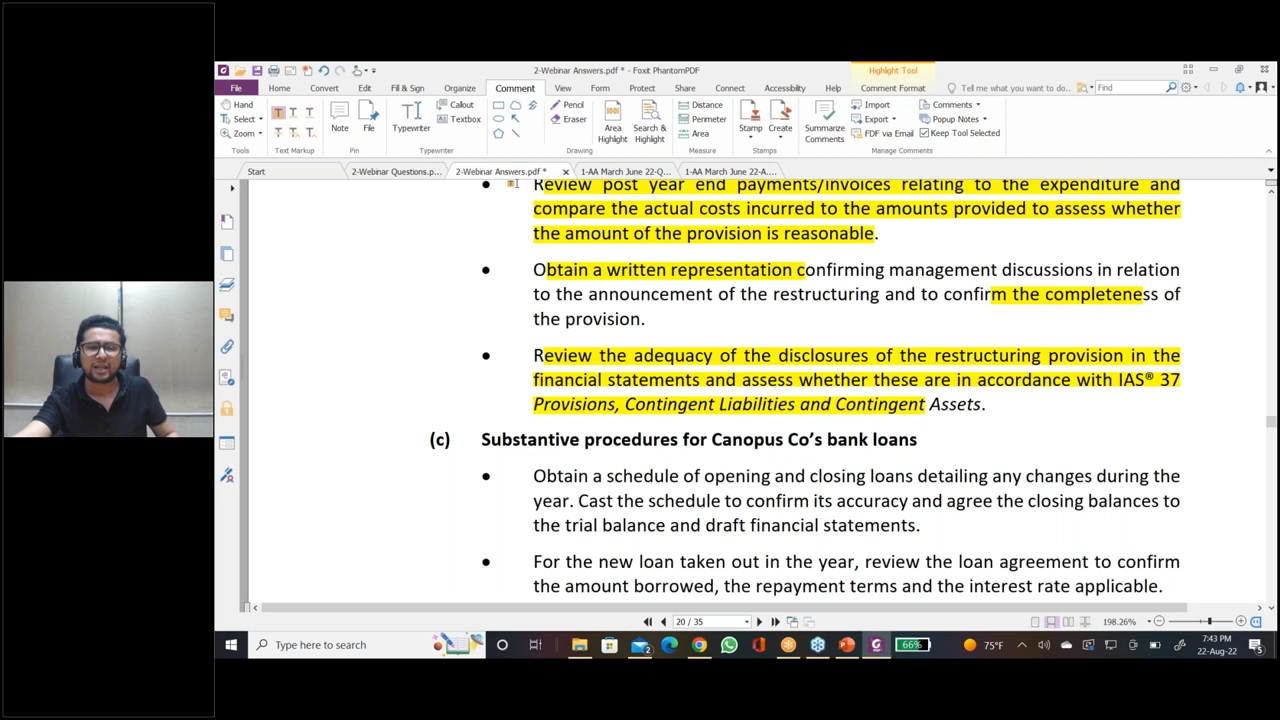 2-Webinar Answers.pdf * - Foxit PhantomPDF
Highlight Tool
File Home Convert Edit Fill & Sign Organize Comment View Form Protect Share Connect Accessibility Help Comment Format Tell me what you want to do... Find
Hand
Select
Zoom
Tools
Text Markup
Note
File
Pin
Typewriter
Callout
Textbox
Typewriter
Pencil
Eraser
Area Highlight
Search & Highlight
Drawing
Distance
Perimeter
Area
Measure
Stamp
Create
Stamps
Summarize Comments
Import
Export
FDF via Email
Comments
Popup Notes
Keep Tool Selected
Manage Comments
Start 2-Webinar Questions.p... 2-Webinar Answers.pdf * 1-AA March June 22-Q... 1-AA March June 22-A...
• Review post year end payments/invoices relating to the expenditure and
compare the actual costs incurred to the amounts provided to assess whether
the amount of the provision is reasonable.
• Obtain a written representation confirming management discussions in relation
to the announcement of the restructuring and to confirm the completeness of
the provision.
• Review the adequacy of the disclosures of the restructuring provision in the
financial statements and assess whether these are in accordance with IAS® 37
Provisions, Contingent Liabilities and Contingent Assets.
(c) Substantive procedures for Canopus Co's bank loans
• Obtain a schedule of opening and closing loans detailing any changes during the
year. Cast the schedule to confirm its accuracy and agree the closing balances to
the trial balance and draft financial statements.
• For the new loan taken out in the year, review the loan agreement to confirm
the amount borrowed, the repayment terms and the interest rate applicable.
20 / 35
198.26%
Type here to search
2
66%
75°F
7:43 PM
22-Aug-22
5